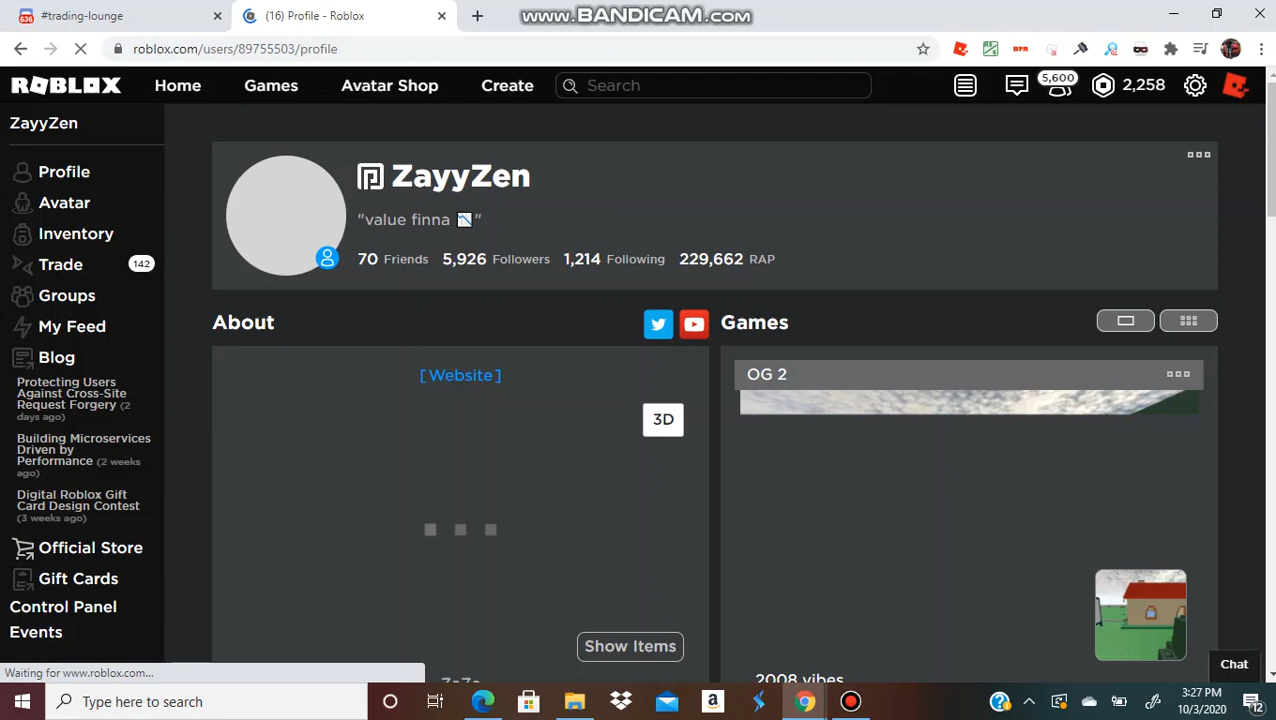 #trading-lounge
(16) Profile - Roblox
www.BANDICAM.com
roblox.com/users/89755503/profile
ROBLOX
Home
Games
Avatar Shop
Create
Search
5,600
2,258
ZayyZen
Profile
Avatar
Inventory
Trade
142
Groups
My Feed
Blog
Protecting Users
Against Cross-Site
Request Forgery (2
days ago)
Building Microservices
Driven by
Performance (2 weeks
ago)
Digital Roblox Gift
Card Design Contest
(3 weeks ago)
Official Store
Gift Cards
Control Panel
Events
ZayyZen
"value finna 📉"
70 Friends 5,926 Followers 1,214 Following 229,662 RAP
About
[Website]
3D
Show Items
Games
OG 2
2008 vibes
Chat
Waiting for www.roblox.com...
Type here to search
3:27 PM
10/3/2020
12